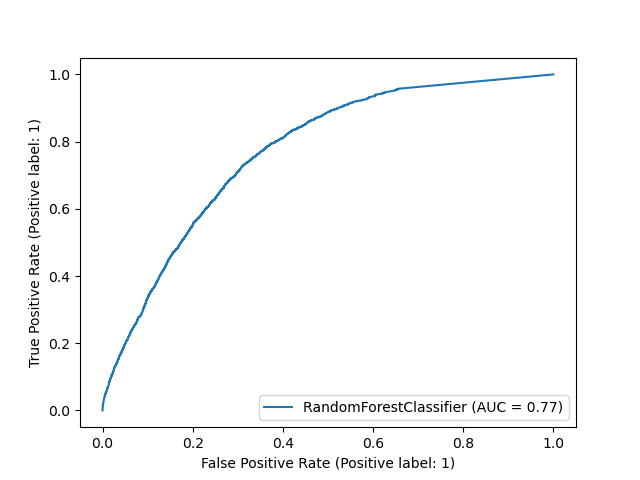 1.0
0.8
0.6
0.4
0.2
0.0
True Positive Rate (Positive label: 1)
RandomForestClassifier (AUC = 0.77)
0.0 0.2 0.4 0.6 0.8 1.0
False Positive Rate (Positive label: 1)